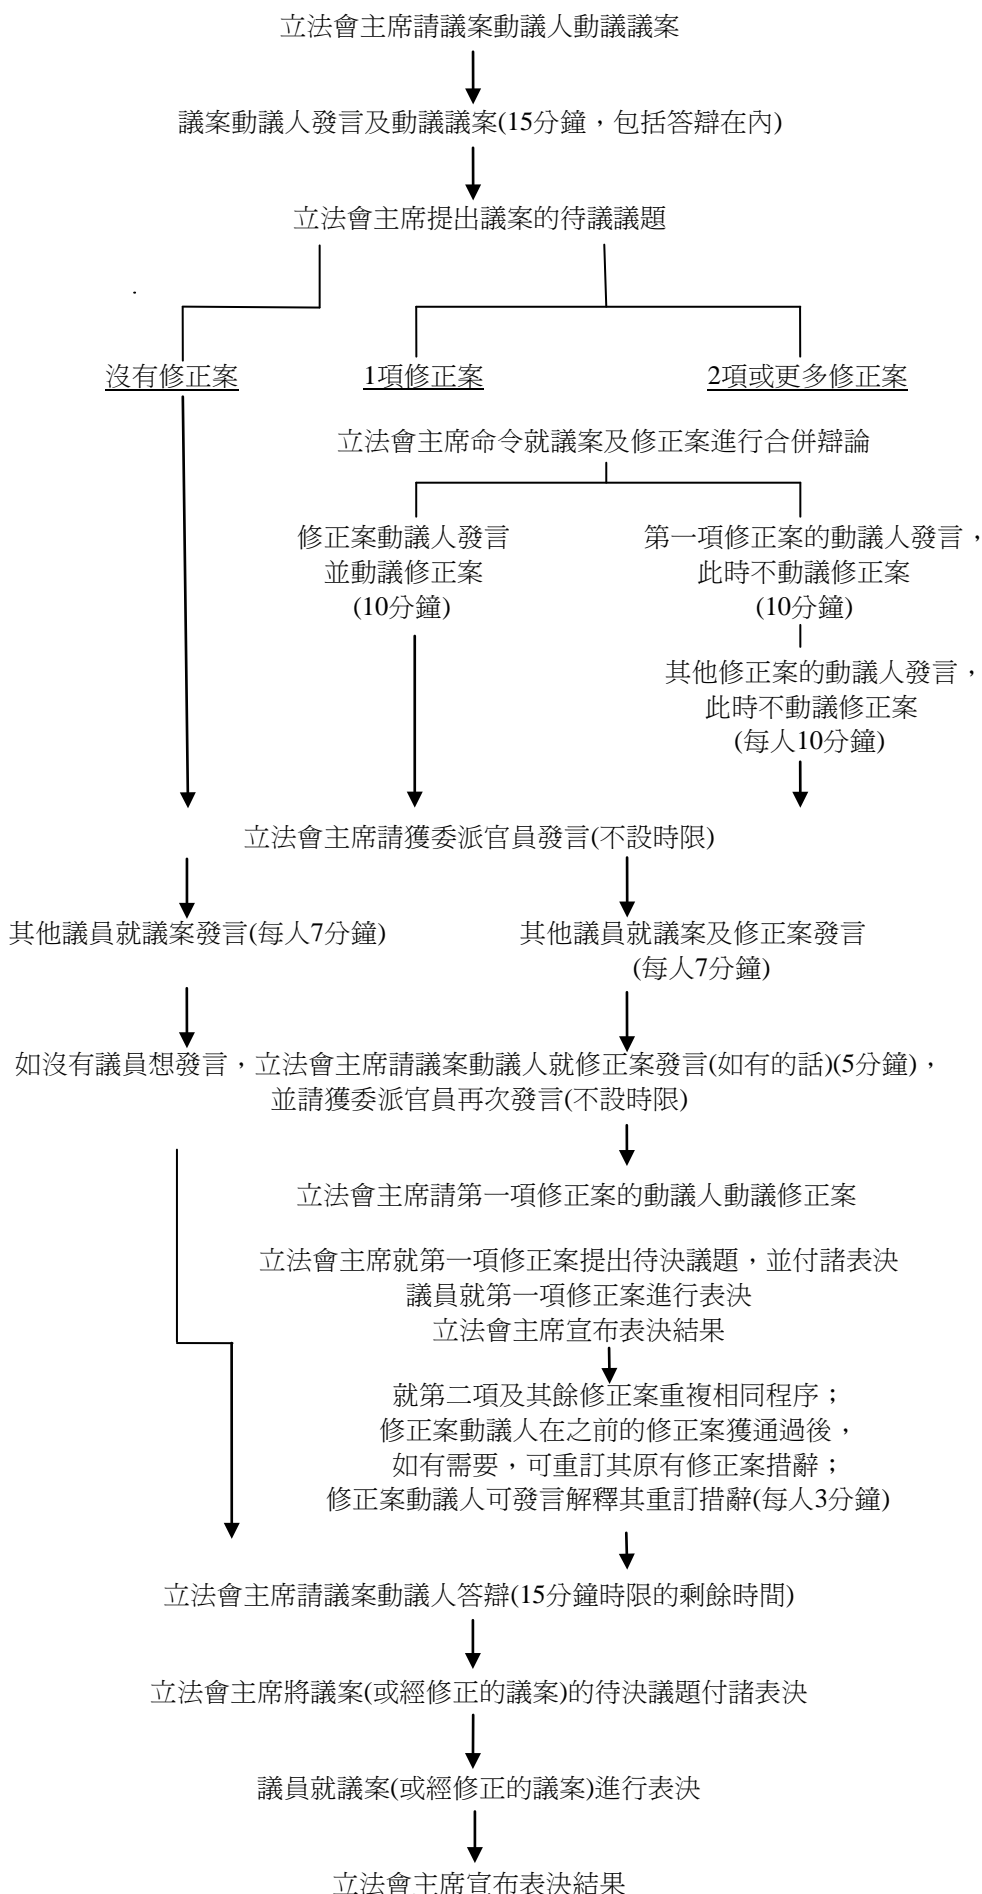 立法會主席請議案動議人動議議案
議案動議人發言及動議議案(15分鐘，包括答辯在內)
立法會主席提出議案的待議議題
沒有修正案
1項修正案
2項或更多修正案
立法會主席命令就議案及修正案進行合併辯論
修正案動議人發言
並動議修正案
(10分鐘)
第一項修正案的動議人發言，
此時不動議修正案
(10分鐘)
其他修正案的動議人發言，
此時不動議修正案
(每人10分鐘)
立法會主席請獲委派官員發言(不設時限)
其他議員就議案發言(每人7分鐘)
其他議員就議案及修正案發言
(每人7分鐘)
如沒有議員想發言，立法會主席請議案動議人就修正案發言(如有的話)(5分鐘)，
並請獲委派官員再次發言(不設時限)
立法會主席請第一項修正案的動議人動議修正案
立法會主席就第一項修正案提出待決議題，並付諸表決
議員就第一項修正案進行表決
立法會主席宣布表決結果
就第二項及其餘修正案重複相同程序；
修正案動議人在之前的修正案獲通過後，
如有需要，可重訂其原有修正案措辭；
修正案動議人可發言解釋其重訂措辭(每人3分鐘)
立法會主席請議案動議人答辯(15分鐘時限的剩餘時間)
立法會主席將議案(或經修正的議案)的待決議題付諸表決
議員就議案(或經修正的議案)進行表決
立法會主席宣布表決結果